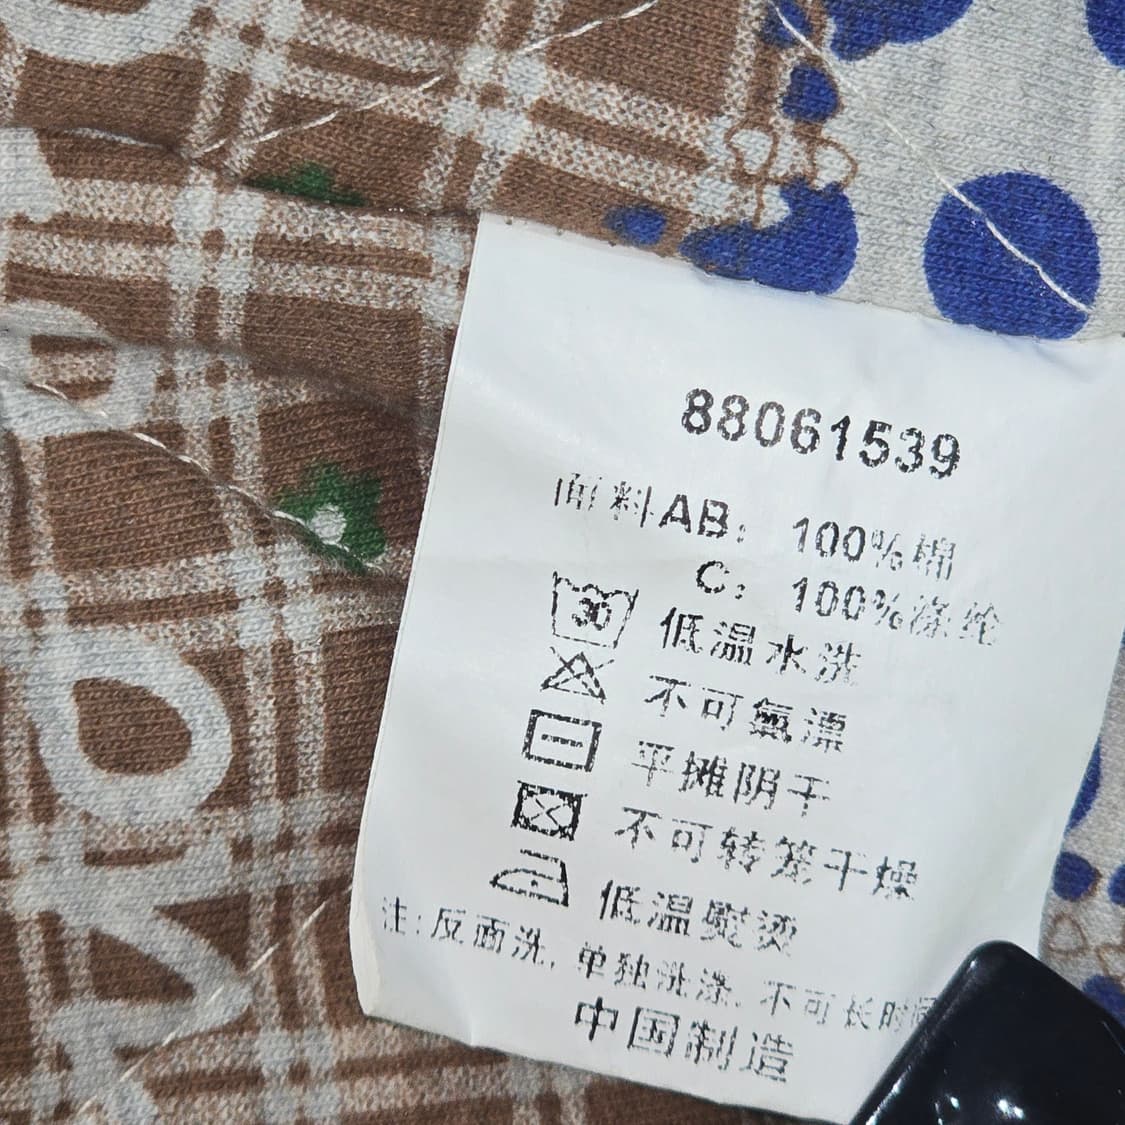 88061539
面料AB: 100%棉
C: 100%涤纶
30 低温水洗
不可氯漂
平摊阴干
不可转笼干燥
低温熨烫
注:反面洗, 单独洗涤, 不可长时
中国制造